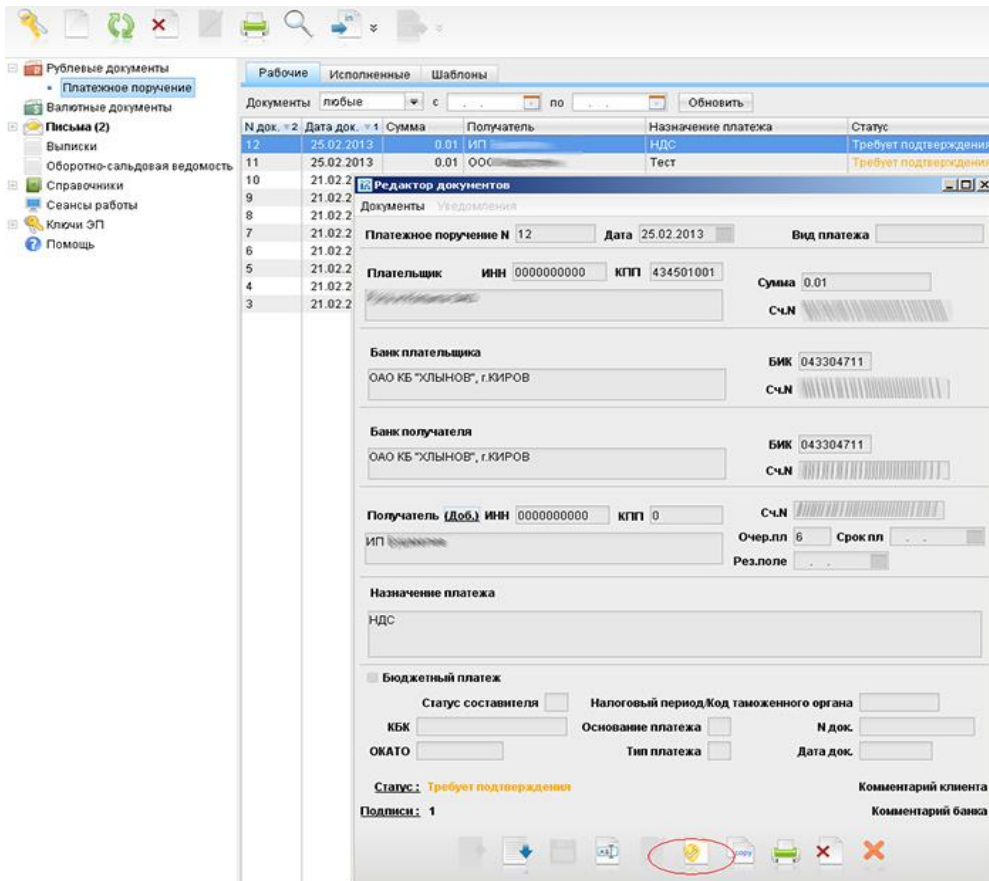 Рублевые документы
Платежное поручение
Валютные документы
Письма (2)
Выписки
Оборотно-сальдовая ведомость
Справочники
Сеансы работы
Ключи ЭП
Помощь
Рабочие Исполненные Шаблоны
Документы любые с . . по . . Обновить
N док. 2 Дата док. 1 Сумма Получатель Назначение платежа Статус
12 25.02.2013 0.01 ИП НДС Требует подтверждения
11 25.02.2013 0.01 ООО Тест Требует подтверждения
10 21.02.2
9 21.02.2
8 21.02.2
7 21.02.2
6 21.02.2
5 21.02.2
4 21.02.2
3 21.02.2
Редактор документов
Документы Уведомления
Платежное поручение N 12 Дата 25.02.2013 Вид платежа
Плательщик ИНН 0000000000 КПП 434501001
Сумма 0.01
Сч.N
Банк плательщика
БИК 043304711
ОАО КБ "ХЛЫНОВ", г.КИРОВ
Сч.N
Банк получателя
БИК 043304711
ОАО КБ "ХЛЫНОВ", г.КИРОВ
Сч.N
Получатель (Доб.) ИНН 0000000000 КПП 0 Сч.N
ИП
Очер.пл 6 Срок пл . .
Рез.поле . .
Назначение платежа
НДС
Бюджетный платеж
Статус составителя Налоговый период/Код таможенного органа
КБК Основание платежа N док.
ОКАТО Тип платежа Дата док.
Статус: Требует подтверждения Комментарий клиента
Подписи: 1 Комментарий банка
copy